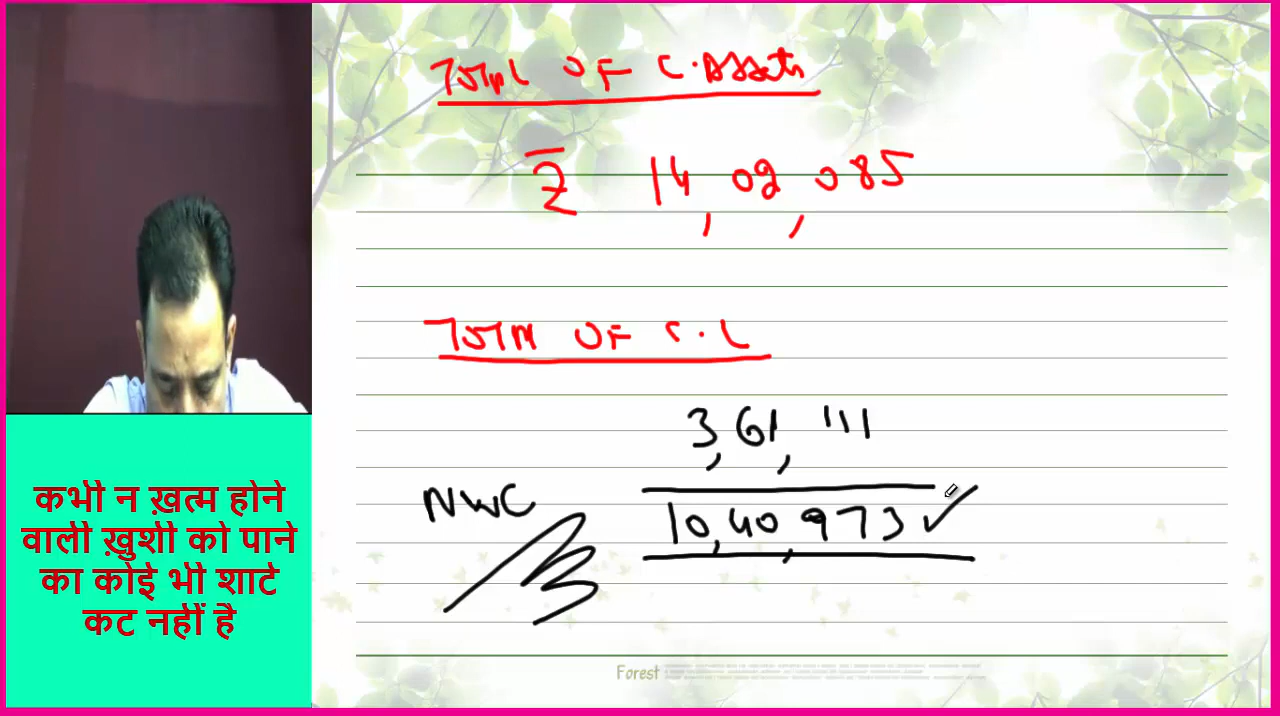 Total OF C. Assets
₹ 14,02,085
Total OF C.L
3,61,111
NWC 10,40,973 ✓
Forest
कभी न ख़त्म होने
वाली ख़ुशी को पाने
का कोई भी शार्ट
कट नहीं है